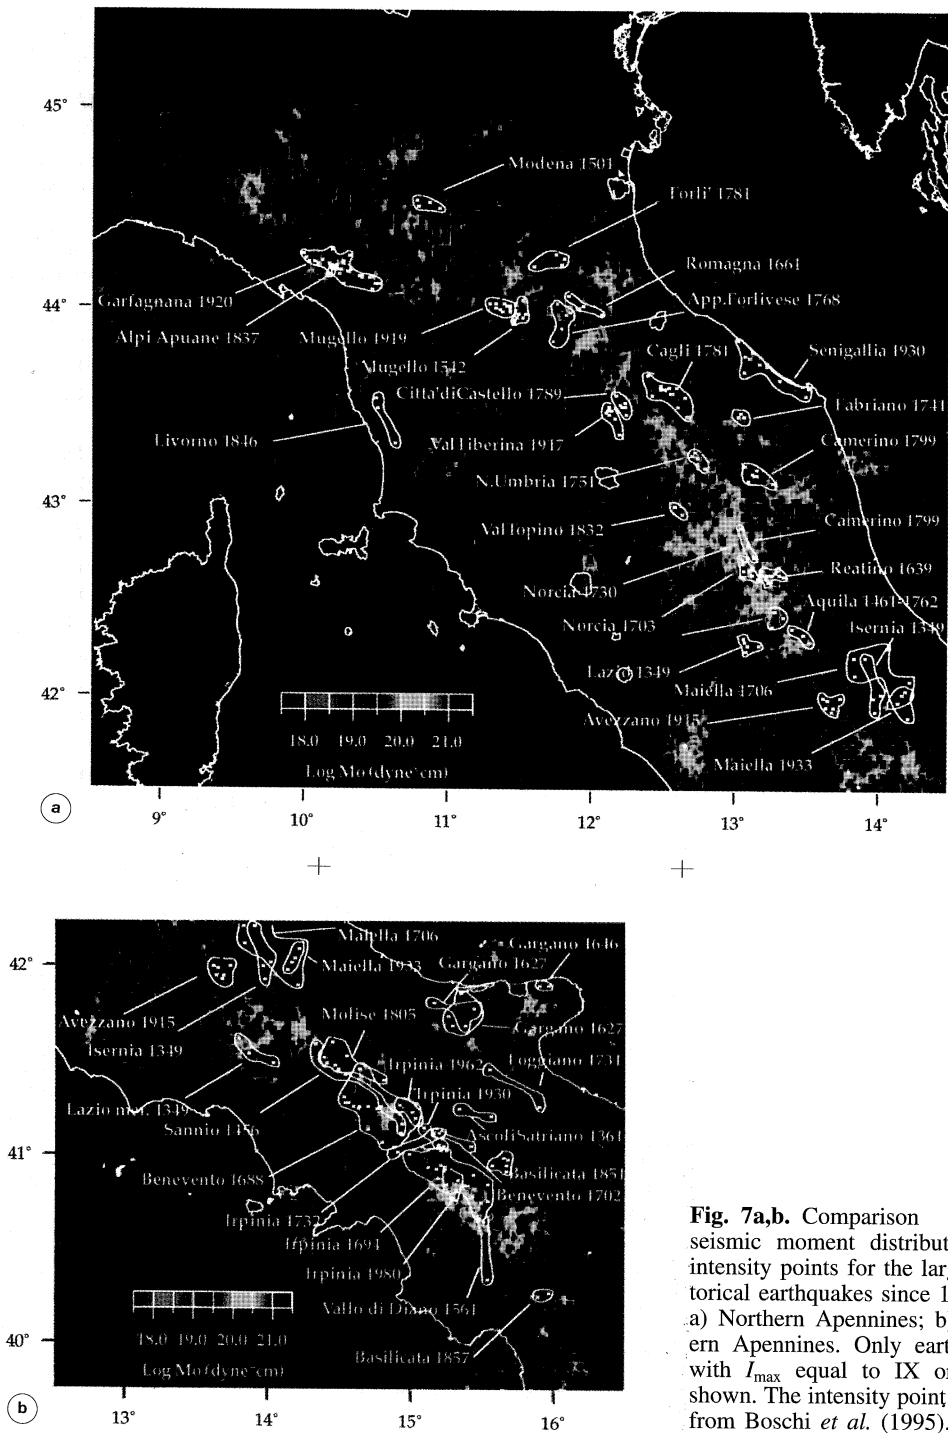 45°
Modena 1501
Forli' 1781
44°
Garfagnana 1920
Romagna 1661
App.Forlivese 1768
Alpi Apuane 1837
Mugello 1919
Mugello 1542
Cagli 1781
Senigallia 1930
Citta'diCastello 1789
Fabriano 1741
Livorno 1846
ValTiberina 1917
Camerino 1799
43°
N.Umbria 1751
ValTopino 1832
Camerino 1799
Norcia 1730
Reatino 1639
Norcia 1703
Aquila 1461-1762
Isernia 1349
Lazio 1349
42°
Maiella 1706
Avezzano 1915
Maiella 1933
18.0 19.0 20.0 21.0
Log Mo (dyne*cm)
a
9° 10° 11° 12° 13° 14°
Maiella 1706
Gargano 1646
42°
Maiella 1933
Gargano 1627
Avezzano 1915
Molise 1805
Gargano 1627
Isernia 1349
Irpinia 1962
Foggiano 1731
Irpinia 1930
Lazio mer. 1349
Sannio 1456
AscoliSatriano 1361
41°
Benevento 1688
Basilicata 1851
Benevento 1702
Irpinia 1732
Irpinia 1694
Irpinia 1980
Vallo di Diano 1561
18.0 19.0 20.0 21.0
40°
Log Mo (dyne*cm)
Basilicata 1857
b
13° 14° 15° 16°
Fig. 7a,b. Comparison
seismic moment distribut
intensity points for the lar
torical earthquakes since 1
a) Northern Apennines; b
ern Apennines. Only eart
with Imax equal to IX o
shown. The intensity point
from Boschi et al. (1995).